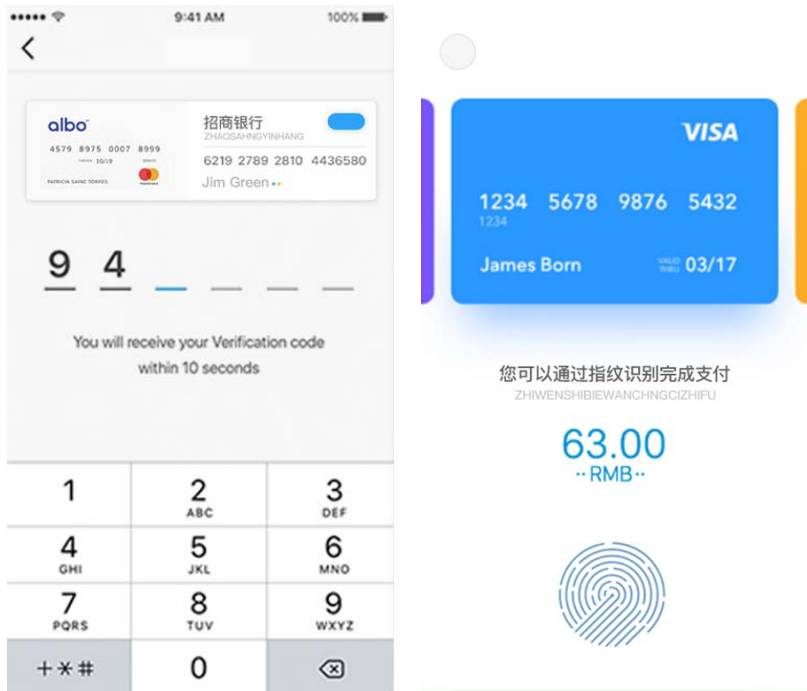 9:41 AM
100%
albo
4579 8975 0007 8999
10/19
PATRICIA SAINZ TORRES
招商银行
ZHAOSAHNGYINHANG
6219 2789 2810 4436580
Jim Green
9 4
You will receive your Verification code
within 10 seconds
1
2
ABC
3
DEF
4
GHI
5
JKL
6
MNO
7
PQRS
8
TUV
9
WXYZ
+*#
0
VISA
1234 5678 9876 5432
1234
James Born
VALID
THRU
03/17
您可以通过指纹识别完成支付
ZHIWENSHIBIEWANCHNGCIZHIFU
63.00
··RMB··